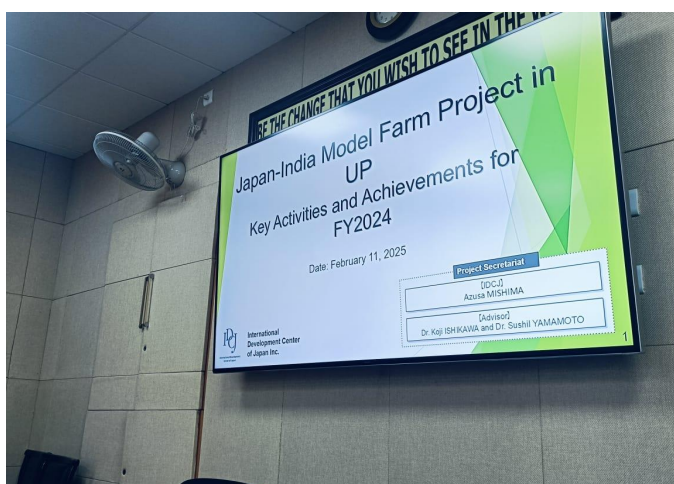 BE THE CHANGE THAT YOU WISH TO SEE IN THE
Japan-India Model Farm Project in
UP
Key Activities and Achievements for
FY2024
Date: February 11, 2025
Project Secretariat
[IDCJ]
Azusa MISHIMA
[Advisor]
Dr. Koji ISHIKAWA and Dr. Sushil YAMAMOTO
IDCJ
International
Development Center
of Japan Inc.
1